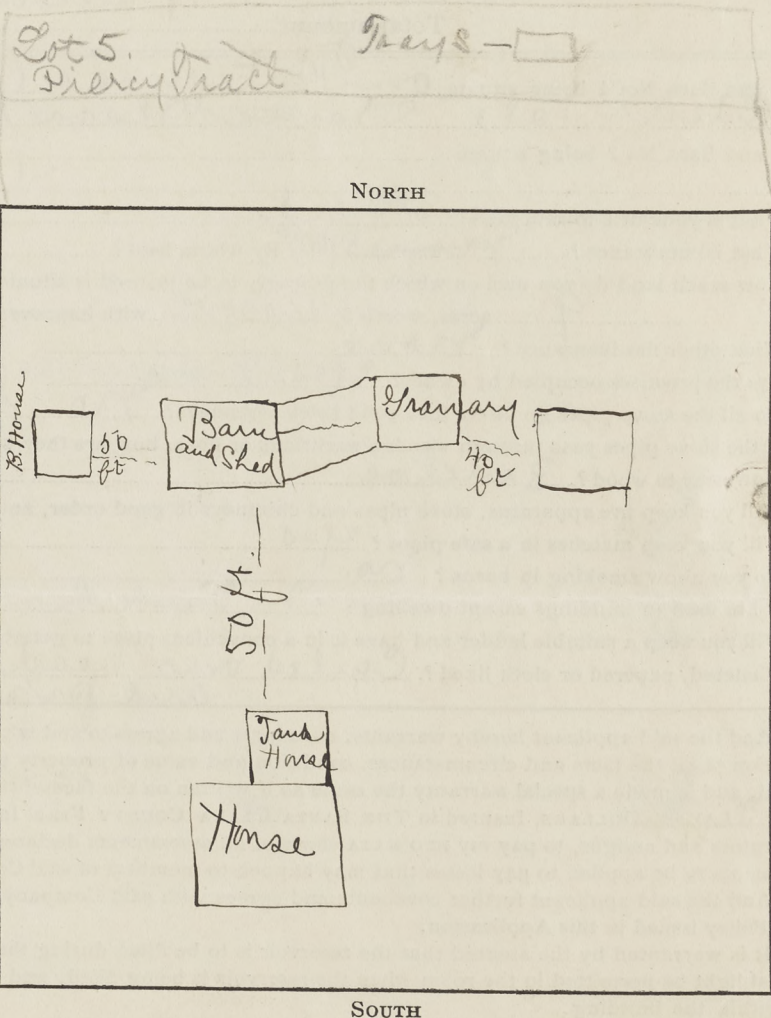 Lot 5.
Trays —
Piercy Tract.
NORTH
B. House
50
ft
Barn
and Shed
Granary
40
ft
50 ft.
Tank
House
House
SOUTH